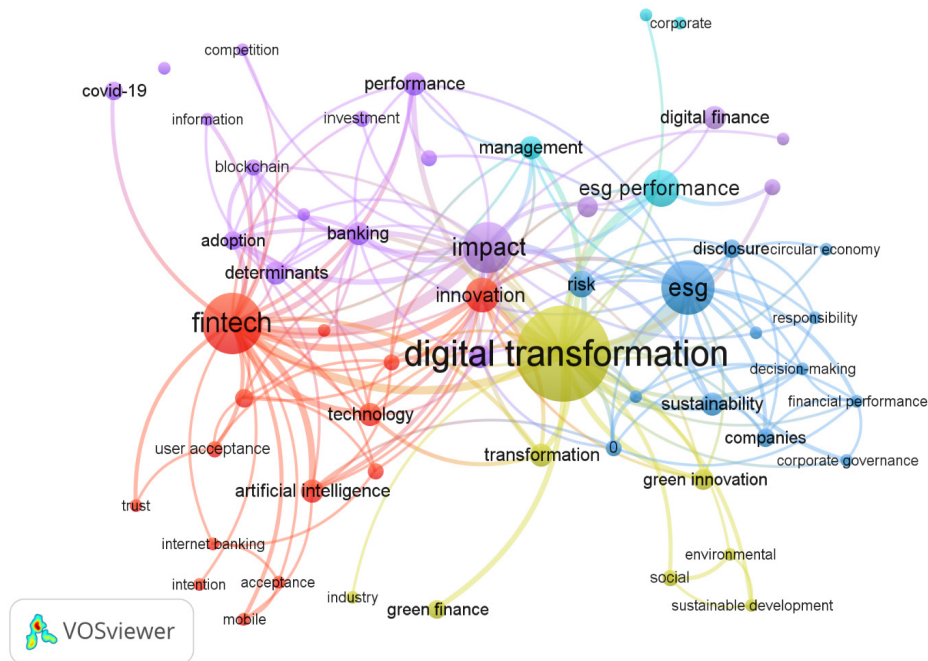 corporate
competition
performance
covid-19
digital finance
information
investment
management
blockchain
esg performance
adoption
banking
impact
disclosure
circular economy
determinants
risk
esg
innovation
fintech
responsibility
digital transformation
decision-making
technology
sustainability
financial performance
companies
user acceptance
transformation
0
corporate governance
green innovation
artificial intelligence
trust
internet banking
environmental
intention
acceptance
social
industry
sustainable development
green finance
mobile
VOSviewer